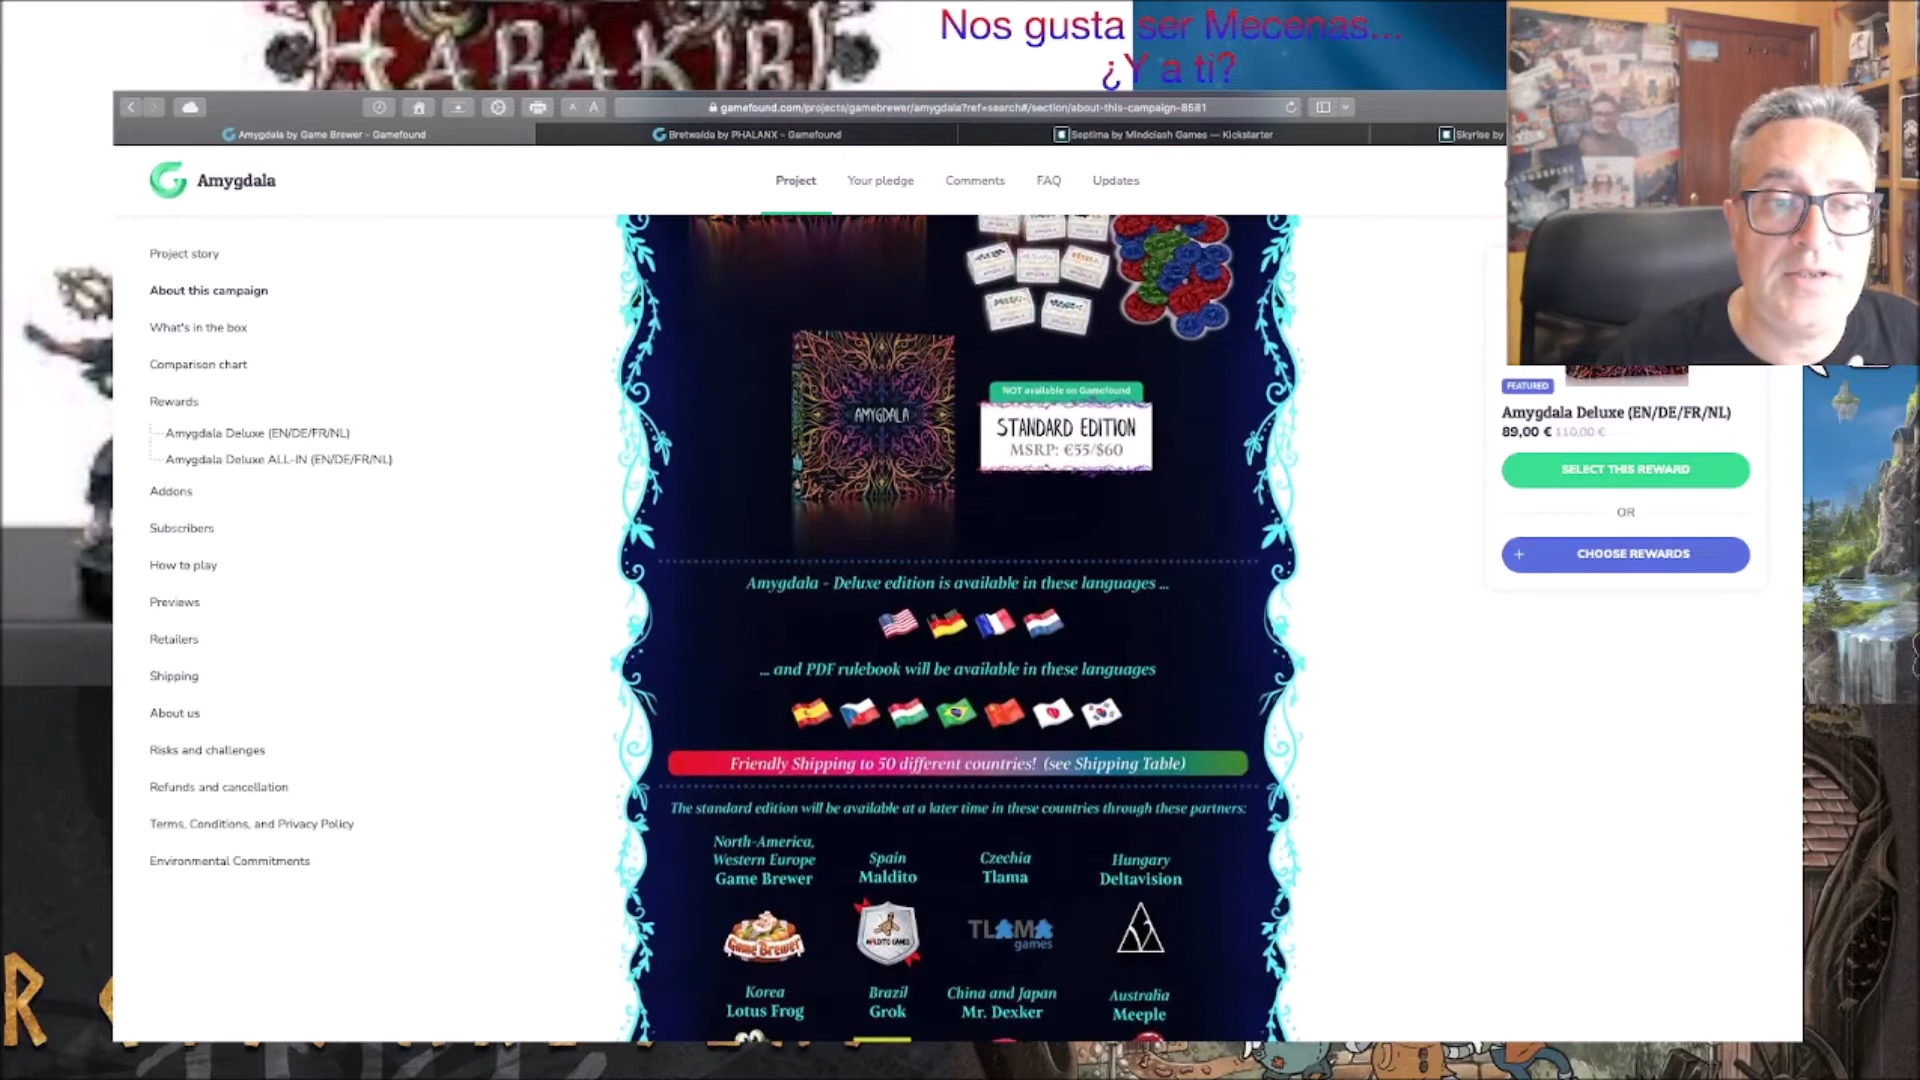 HARAKIRI
Nos gusta ser Mecenas...
¿Y a ti?
gamefound.com/projects/gamebrewer/amygdala?ref=search#/section/about-this-campaign-8581
Amygdala by Game Brewer - Gamefound
Bretwalda by PHALANX - Gamefound
Septima by Mindclash Games — Kickstarter
Skyrise by
Amygdala
Project
Your pledge
Comments
FAQ
Updates
Project story
About this campaign
What's in the box
Comparison chart
Rewards
Amygdala Deluxe (EN/DE/FR/NL)
Amygdala Deluxe ALL-IN (EN/DE/FR/NL)
Addons
Subscribers
How to play
Previews
Retailers
Shipping
About us
Risks and challenges
Refunds and cancellation
Terms, Conditions, and Privacy Policy
Environmental Commitments
AMYGDALA
NOT available on Gamefound
STANDARD EDITION
MSRP: €55/$60
Amygdala - Deluxe edition is available in these languages ...
... and PDF rulebook will be available in these languages
Friendly Shipping to 50 different countries! (see Shipping Table)
The standard edition will be available at a later time in these countries through these partners:
North-America,
Western Europe
Game Brewer
Spain
Maldito
Czechia
Tlama
Hungary
Deltavision
Game Brewer
MALDITO GAMES
TLAMA
games
Korea
Lotus Frog
Brazil
Grok
China and Japan
Mr. Dexker
Australia
Meeple
FEATURED
Amygdala Deluxe (EN/DE/FR/NL)
89,00 € 110,00 €
SELECT THIS REWARD
OR
+ CHOOSE REWARDS